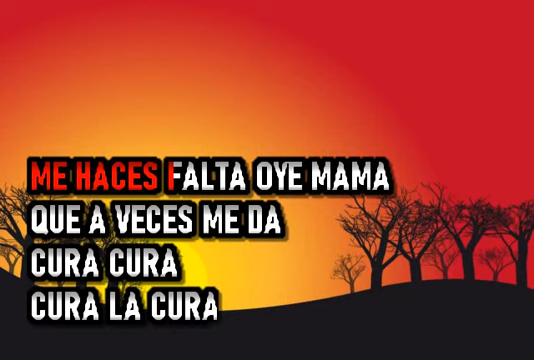 ME HACES FALTA OYE MAMA
QUE A VECES ME DA
CURA CURA
CURA LA CURA